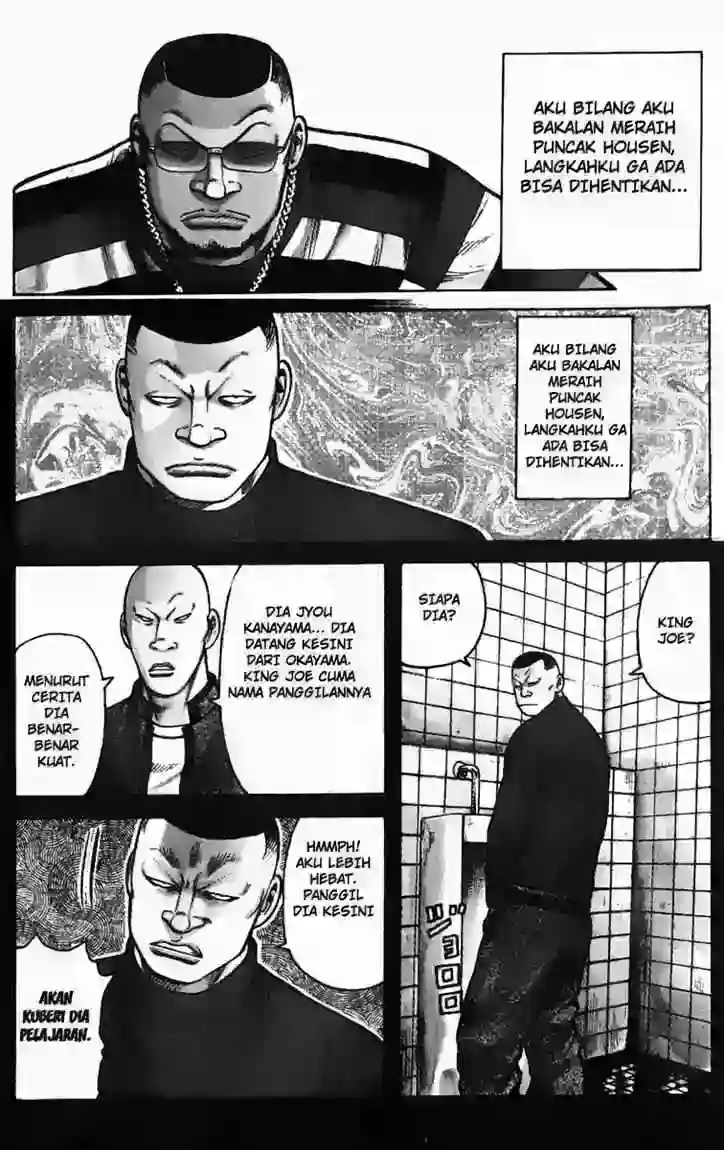 AKU BILANG AKU
BAKALAN MERAIH
PUNCAK HOUSEN,
LANGKAHKU GA ADA
BISA DIHENTIKAN...
AKU BILANG
AKU BAKALAN
MERAIH
PUNCAK
HOUSEN,
LANGKAHKU GA
ADA BISA
DIHENTIKAN...
KING
JOE?
SIAPA
DIA?
DIA JYOU
KANAYAMA... DIA
DATANG KESINI
DARI OKAYAMA.
KING JOE CUMA
NAMA PANGGILANNYA
MENURUT
CERITA
DIA
BENAR-
BENAR
KUAT.
HMMPH!
AKU LEBIH
HEBAT.
PANGGIL
DIA KESINI
AKAN
KUBERI DIA
PELAJARAN.